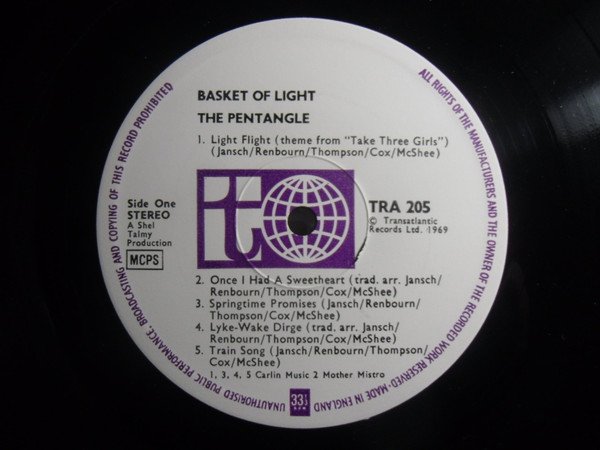 BASKET OF LIGHT
THE PENTANGLE
1. Light Flight (theme from "Take Three Girls")
(Jansch/Renbourn/Thompson/Cox/McShee)
Side One
STEREO
A Shel
Talmy
Production
MCPS
it
TRA 205
© Transatlantic
Records Ltd. 1969
2. Once I Had A Sweetheart (trad. arr. Jansch/
Renbourn/Thompson/Cox/McShee)
3. Springtime Promises (Jansch/Renbourn/
Thompson/Cox/McShee)
4. Lyke-Wake Dirge (trad. arr. Jansch/
Renbourn/Thompson/Cox/McShee)
5. Train Song (Jansch/Renbourn/Thompson/
Cox/McShee)
1, 3, 4, 5 Carlin Music 2 Mother Mistro
33⅓
RPM
ALL RIGHTS OF THE MANUFACTURERS AND THE OWNER OF THE RECORDED WORK RESERVED · MADE IN ENGLAND
UNAUTHORISED PUBLIC PERFORMANCE, BROADCASTING AND COPYING OF THIS RECORD PROHIBITED